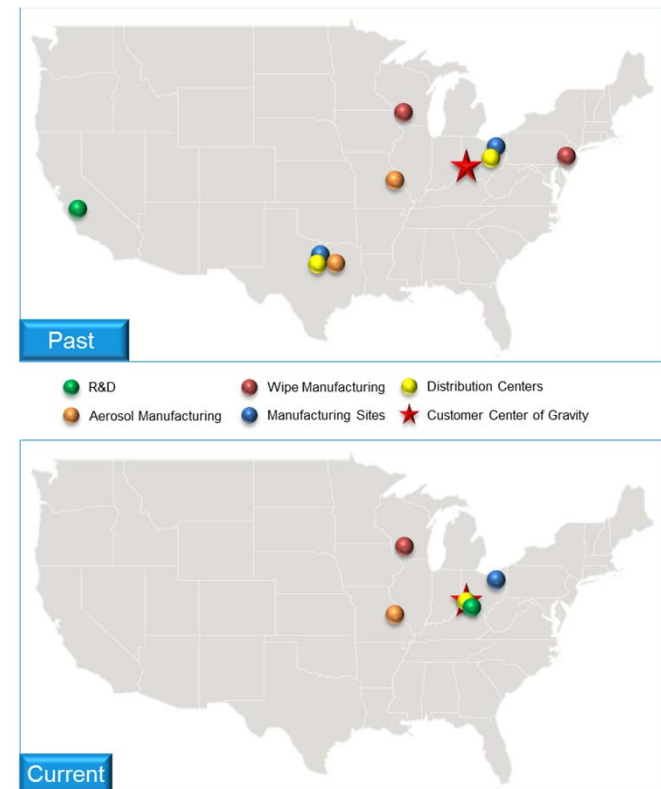 Past
R&D
Wipe Manufacturing
Distribution Centers
Aerosol Manufacturing
Manufacturing Sites
Customer Center of Gravity
Current